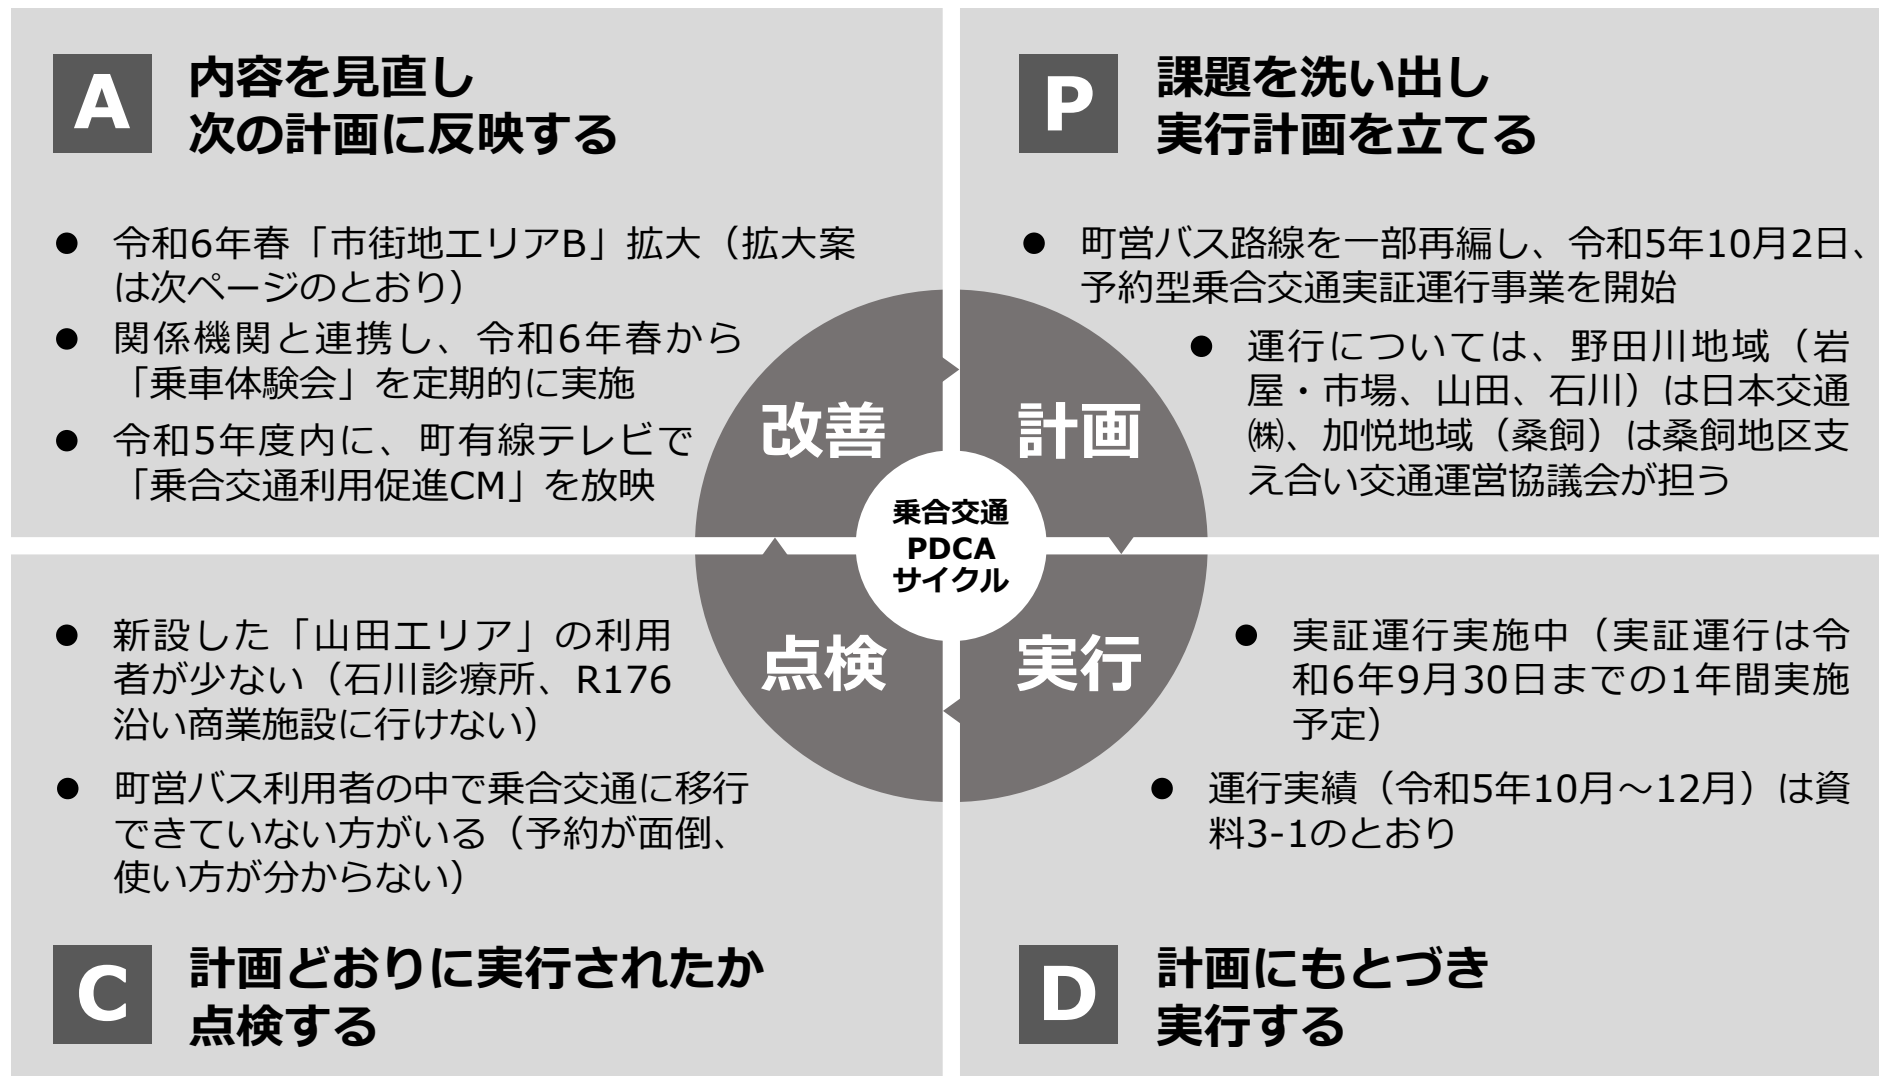 A
内容を見直し
次の計画に反映する
● 令和6年春「市街地エリアB」拡大（拡大案
は次ページのとおり）
● 関係機関と連携し、令和6年春から
「乗車体験会」を定期的に実施
● 令和5年度内に、町有線テレビで
「乗合交通利用促進CM」を放映
P
課題を洗い出し
実行計画を立てる
● 町営バス路線を一部再編し、令和5年10月2日、
予約型乗合交通実証運行事業を開始
● 運行については、野田川地域（岩
屋・市場、山田、石川）は日本交通
㈱、加悦地域（桑飼）は桑飼地区支
え合い交通運営協議会が担う
改善
計画
乗合交通
PDCA
サイクル
点検
実行
● 新設した「山田エリア」の利用
者が少ない（石川診療所、R176
沿い商業施設に行けない）
● 町営バス利用者の中で乗合交通に移行
できていない方がいる（予約が面倒、
使い方が分からない）
C
計画どおりに実行されたか
点検する
● 実証運行実施中（実証運行は令
和6年9月30日までの1年間実施
予定）
● 運行実績（令和5年10月～12月）は資
料3-1のとおり
D
計画にもとづき
実行する